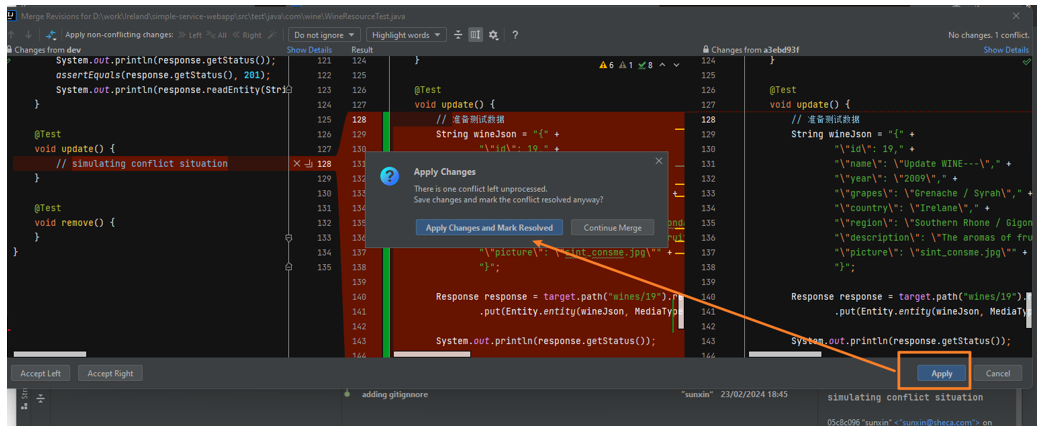 Merge Revisions for D:\work\Ireland\simple-service-webapp\src\test\java\com\wine\WineResourceTest.java
Apply non-conflicting changes: Left All Right
Do not ignore
Highlight words
?
No changes. 1 conflict.
Changes from dev
Show Details
Result
Changes from a3ebd93f
Show Details
System.out.println(response.getStatus());
assertEquals(response.getStatus(), 201);
System.out.println(response.readEntity(Stri
}
@Test
void update() {
// simulating conflict situation
}
@Test
void remove() {
}
}
121
122
123
124
125
126
127
128
129
130
131
132
133
134
135
124
125
126
127
128
129
130
131
132
133
134
135
136
137
138
139
140
141
142
143
144
6 1 8
}
@Test
void update() {
// 准备测试数据
String wineJson = "{" +
"\"id\": 19," +
"\"picture\": \"sint_consme.jpg\"" +
"}";
Response response = target.path("wines/19").r
.put(Entity.entity(wineJson, MediaType
System.out.println(response.getStatus());
Apply Changes
There is one conflict left unprocessed.
Save changes and mark the conflict resolved anyway?
Apply Changes and Mark Resolved
Continue Merge
124
125
126
127
128
129
130
131
132
133
134
135
136
137
138
139
140
141
142
143
144
}
@Test
void update() {
// 准备测试数据
String wineJson = "{" +
"\"id\": 19," +
"\"name\": \"Update WINE---\"," +
"\"year\": \"2009\"," +
"\"grapes\": \"Grenache / Syrah\"," +
"\"country\": \"Irelane\"," +
"\"region\": \"Southern Rhone / Gigon
"\"description\": \"The aromas of fru
"\"picture\": \"sint_consme.jpg\"" +
"}";
Response response = target.path("wines/19").
.put(Entity.entity(wineJson, MediaTy
System.out.println(response.getStatus());
Accept Left
Accept Right
Apply
Cancel
adding gitignnore
"sunxin" 23/02/2024 18:45
simulating conflict situation
05c8c096 "sunxin" <"sunxin@sheca.com"> on